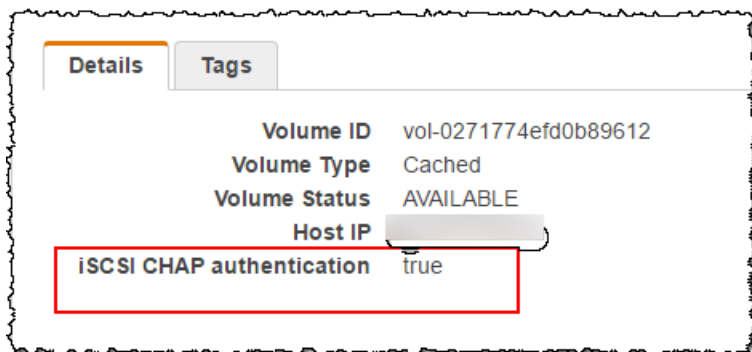 Details Tags
Volume ID vol-0271774efd0b89612
Volume Type Cached
Volume Status AVAILABLE
Host IP
iSCSI CHAP authentication true